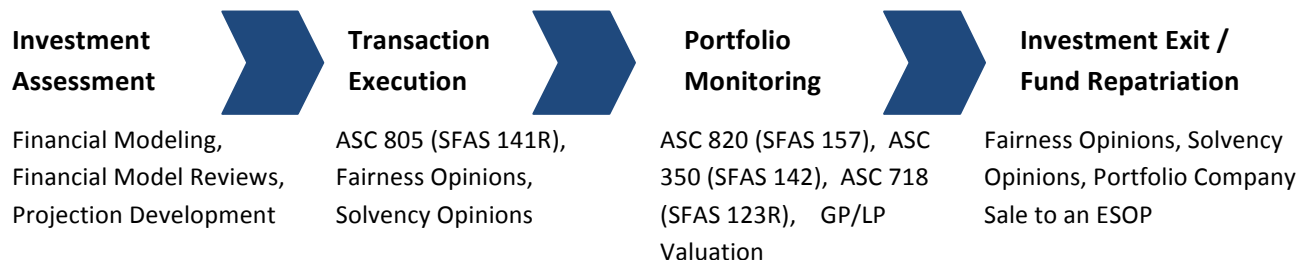 Investment
Assessment
Financial Modeling,
Financial Model Reviews,
Projection Development
Transaction
Execution
ASC 805 (SFAS 141R),
Fairness Opinions,
Solvency Opinions
Portfolio
Monitoring
ASC 820 (SFAS 157), ASC
350 (SFAS 142), ASC 718
(SFAS 123R), GP/LP
Valuation
Investment Exit /
Fund Repatriation
Fairness Opinions, Solvency
Opinions, Portfolio Company
Sale to an ESOP